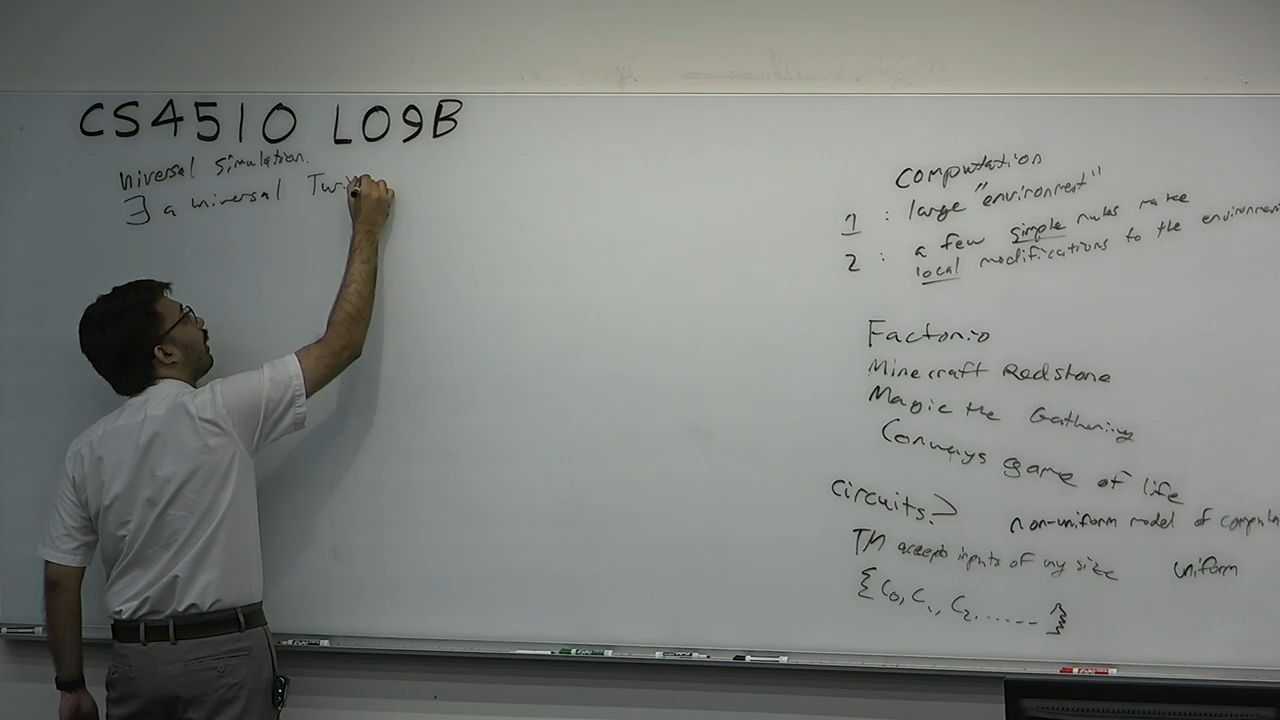 CS4510 L09B
Universal Simulation.
∃ a universal Tur
Computation
1 : large "environment"
2 : a few simple rules make
local modifications to the environmen
Factorio
Minecraft Redstone
Magic the Gathering
Conways game of life
circuits?
non-uniform model of computa
TM accepts inputs of any size uniform
{C0, C1, C2, ...... }